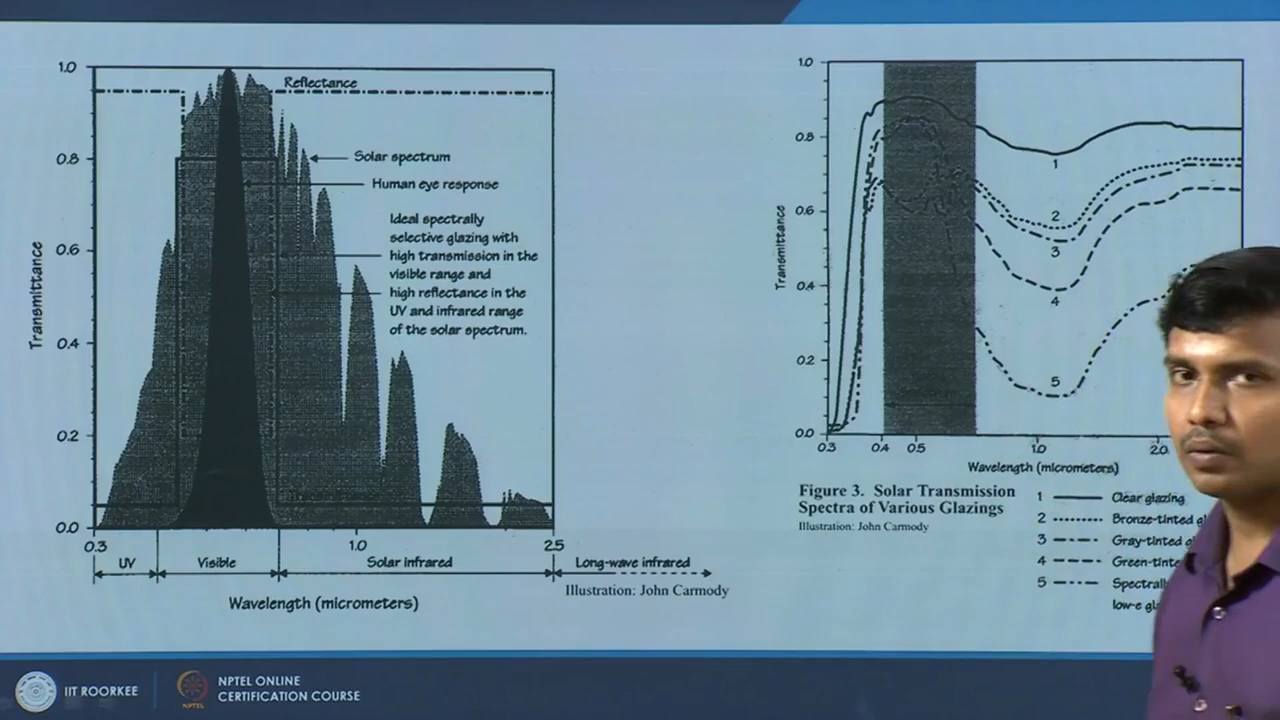 1.0
0.8
0.6
0.4
0.2
0.0
Transmittance
Reflectance
Solar spectrum
Human eye response
Ideal spectrally
selective glazing with
high transmission in the
visible range and
high reflectance in the
UV and infrared range
of the solar spectrum.
0.3
1.0
2.5
UV
Visible
Solar infrared
Long-wave infrared
Illustration: John Carmody
Wavelength (micrometers)
1.0
0.8
0.6
0.4
0.2
0.0
Transmittance
1
2
3
4
5
0.3
0.4
0.5
1.0
2.0
Wavelength (micrometers)
Figure 3. Solar Transmission
Spectra of Various Glazings
Illustration: John Carmody
1 Clear glazing
2 Bronze-tinted
3 Gray-tinted
4
5
low-e
IIT ROORKEE
NPTEL
NPTEL ONLINE
CERTIFICATION COURSE